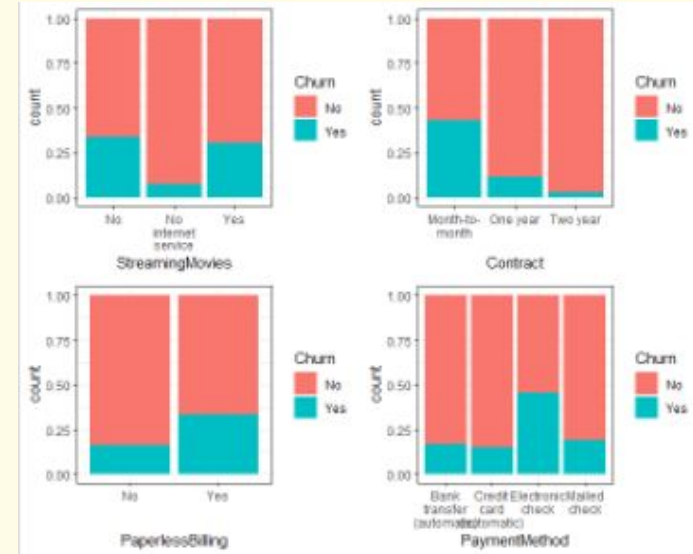 1.00
0.75
0.50
0.25
0.00
count
No
No
internet
service
Yes
StreamingMovies
Churn
No
Yes
1.00
0.75
0.50
0.25
0.00
count
Month-to-
month
One year
Two year
Contract
Churn
No
Yes
1.00
0.75
0.50
0.25
0.00
count
No
Yes
PaperlessBilling
Churn
No
Yes
1.00
0.75
0.50
0.25
0.00
count
Bank
transfer
(automatic)
Credit
card
(automatic)
Electronic
check
Mailed
check
PaymentMethod
Churn
No
Yes